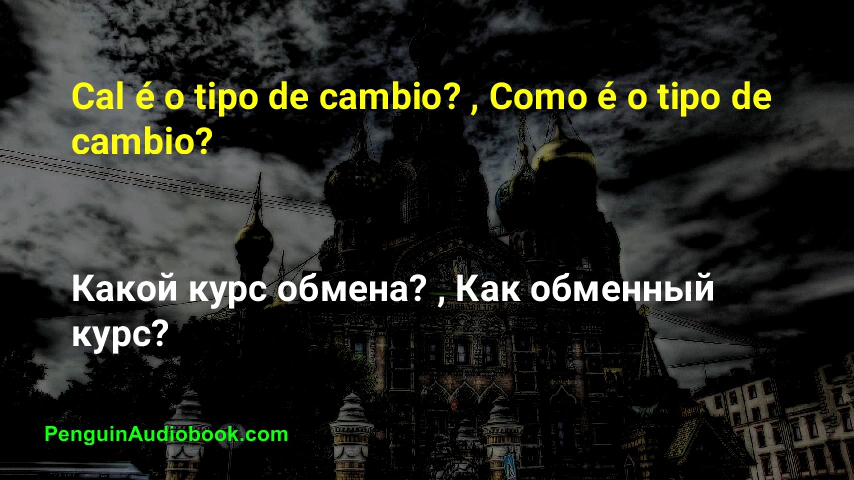 Cal é o tipo de cambio? , Como é o tipo de
cambio?
Какой курс обмена? , Как обменный
курс?
PenguinAudiobook.com